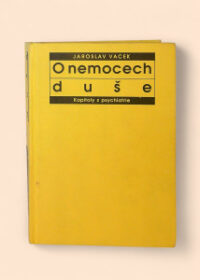 JAROSLAV VACEK
O nemocech
duše
Kapitoly z psychiatrie